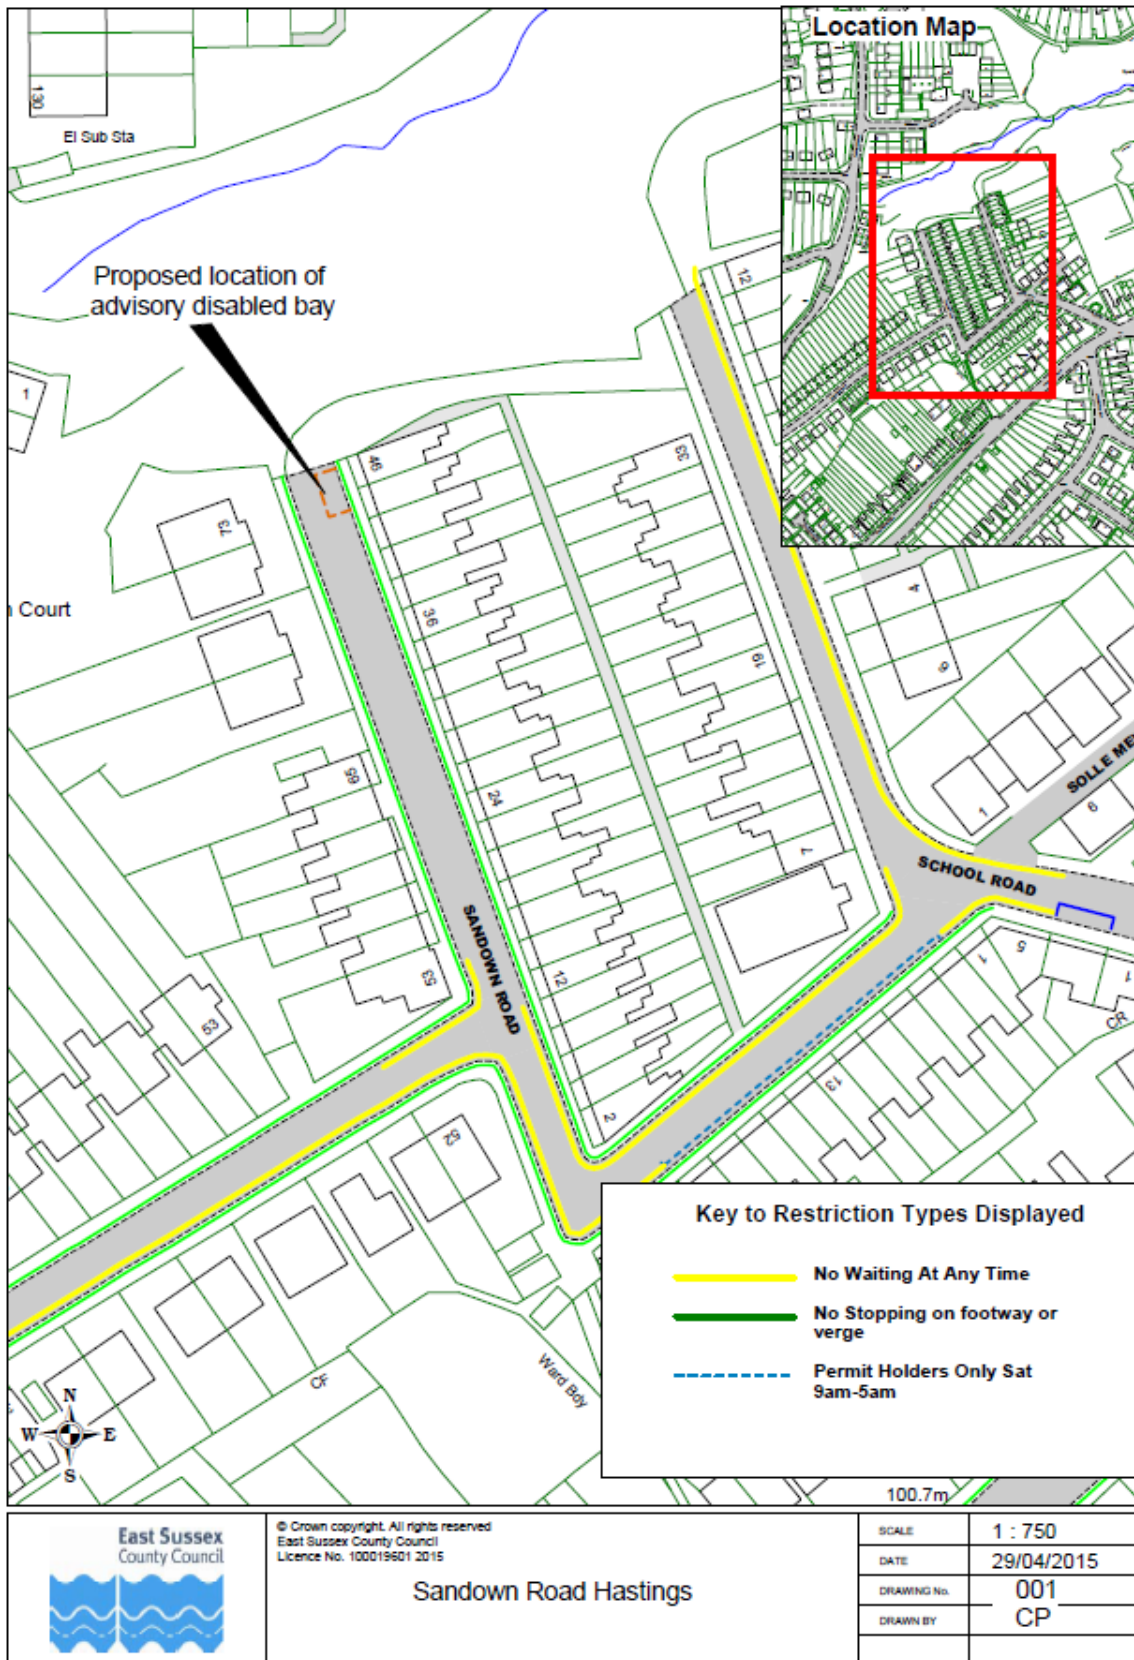 Location Map
130
El Sub Sta
Proposed location of
advisory disabled bay
12
1
46
33
73
Court
36
4
6
19
65
24
7
1
SOLLE ME
6
SCHOOL ROAD
SANDOWN ROAD
53
12
53
1
5
1
CR
13
2
52
Key to Restriction Types Displayed
No Waiting At Any Time
No Stopping on footway or
verge
Permit Holders Only Sat
9am-5am
Ward Bdy
CF
N
W E
S
100.7m
East Sussex
County Council
© Crown copyright. All rights reserved
East Sussex County Council
Licence No. 100019601 2015
Sandown Road Hastings
SCALE 1 : 750
DATE 29/04/2015
DRAWING No. 001
DRAWN BY CP